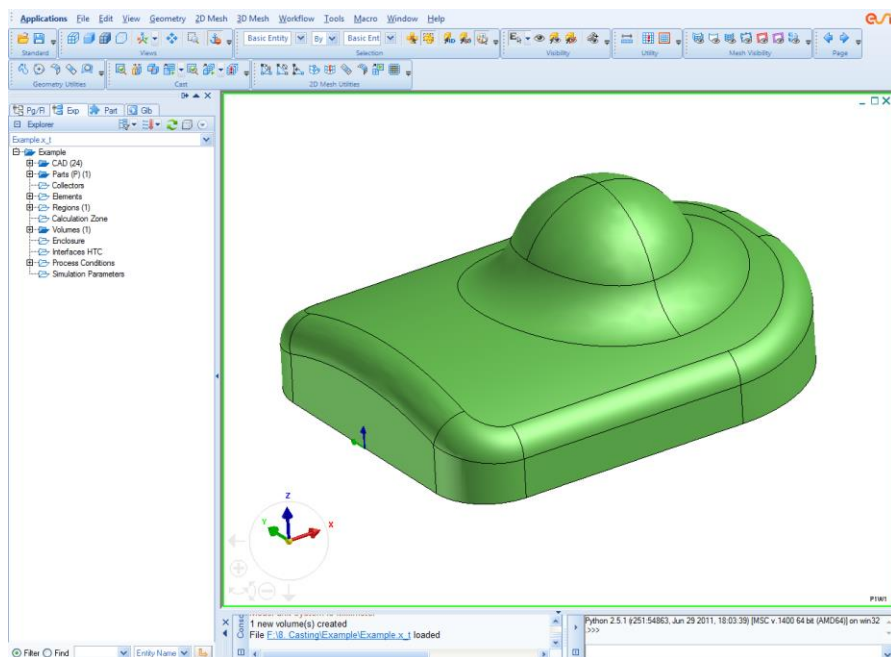 Applications File Edit View Geometry 2D Mesh 3D Mesh Workflow Tools Macro Window Help
esi
Basic Entity By Basic Ent
Standard Views Selection Visibility Utility Mesh Visibility Page
Geometry Utilities Cast 2D Mesh Utilities
Pg/R Exp Part Glb
Explorer
Example.x_t
Example
CAD (24)
Parts (P) (1)
Collectors
Elements
Regions (1)
Calculation Zone
Volumes (1)
Enclosure
Interfaces HTC
Process Conditions
Simulation Parameters
Z
Y
X
P1W1
1 new volume(s) created
File F:\8_Casting\Example\Example.x_t loaded
Python 2.5.1 (r251:54863, Jun 29 2011, 18:03:39) [MSC v.1400 64 bit (AMD64)] on win32
>>>
Filter Find Entity Name